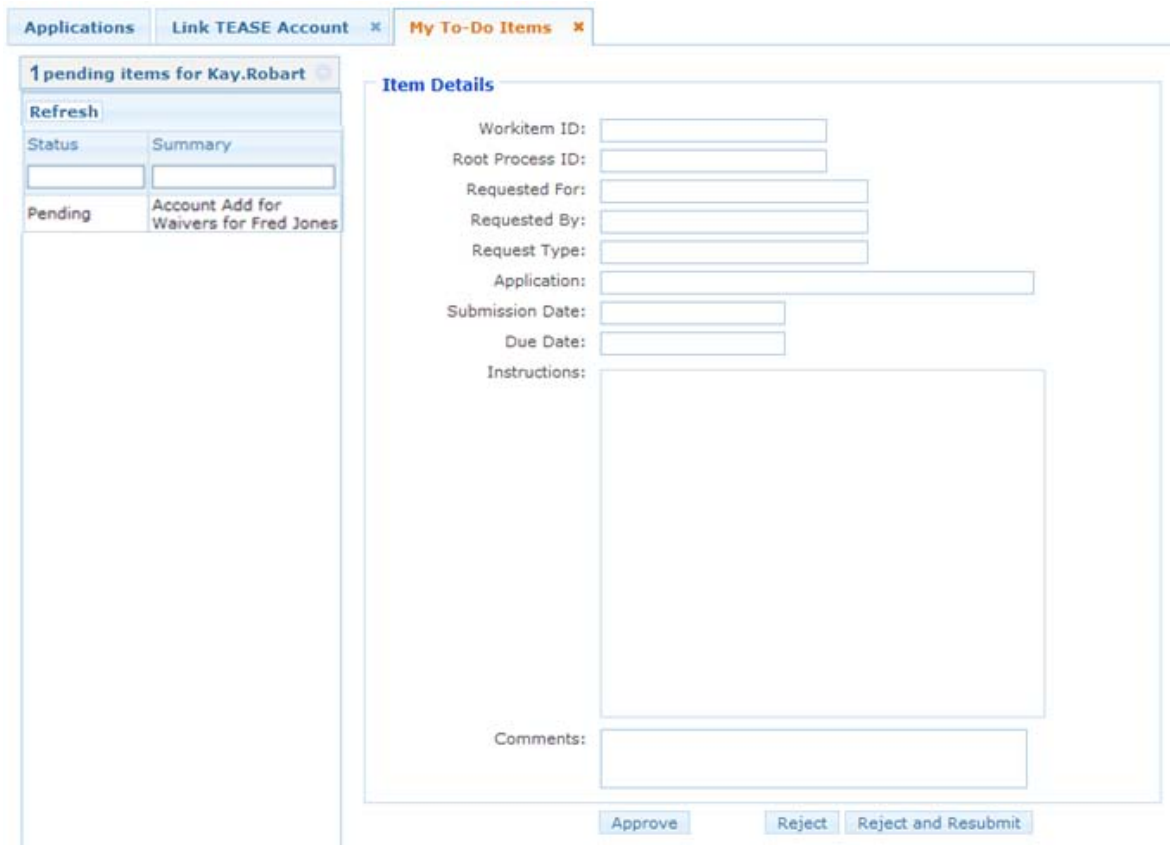 Applications
Link TEASE Account
My To-Do Items
1 pending items for Kay.Robart
Refresh
Status Summary
Pending
Account Add for
Waivers for Fred Jones
Item Details
Workitem ID:
Root Process ID:
Requested For:
Requested By:
Request Type:
Application:
Submission Date:
Due Date:
Instructions:
Comments:
Approve Reject Reject and Resubmit